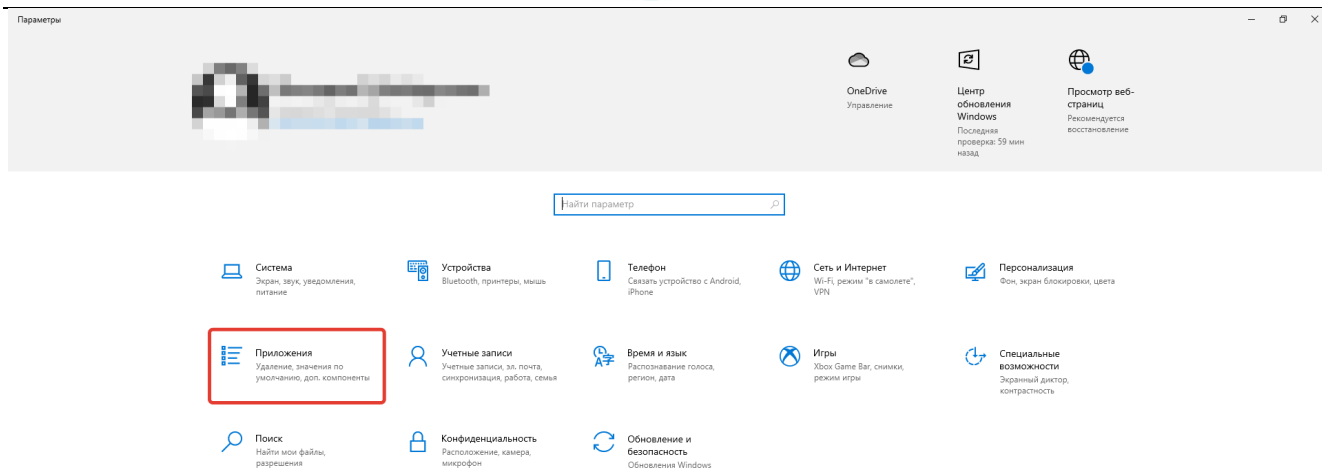 Параметры
OneDrive
Управление
Центр
обновления
Windows
Последняя
проверка: 59 мин
назад
Просмотр веб-
страниц
Рекомендуется
восстановление
Найти параметр
Система
Экран, звук, уведомления,
питание
Устройства
Bluetooth, принтеры, мышь
Телефон
Связать устройство с Android,
iPhone
Сеть и Интернет
Wi-Fi, режим "в самолете",
VPN
Персонализация
Фон, экран блокировки, цвета
Приложения
Удаление, значения по
умолчанию, доп. компоненты
Учетные записи
Учетные записи, эл. почта,
синхронизация, работа, семья
Время и язык
Распознавание голоса,
регион, дата
Игры
Xbox Game Bar, снимки,
режим игры
Специальные
возможности
Экранный диктор,
контрастность
Поиск
Найти мои файлы,
разрешения
Конфиденциальность
Расположение, камера,
микрофон
Обновление и
безопасность
Обновления Windows